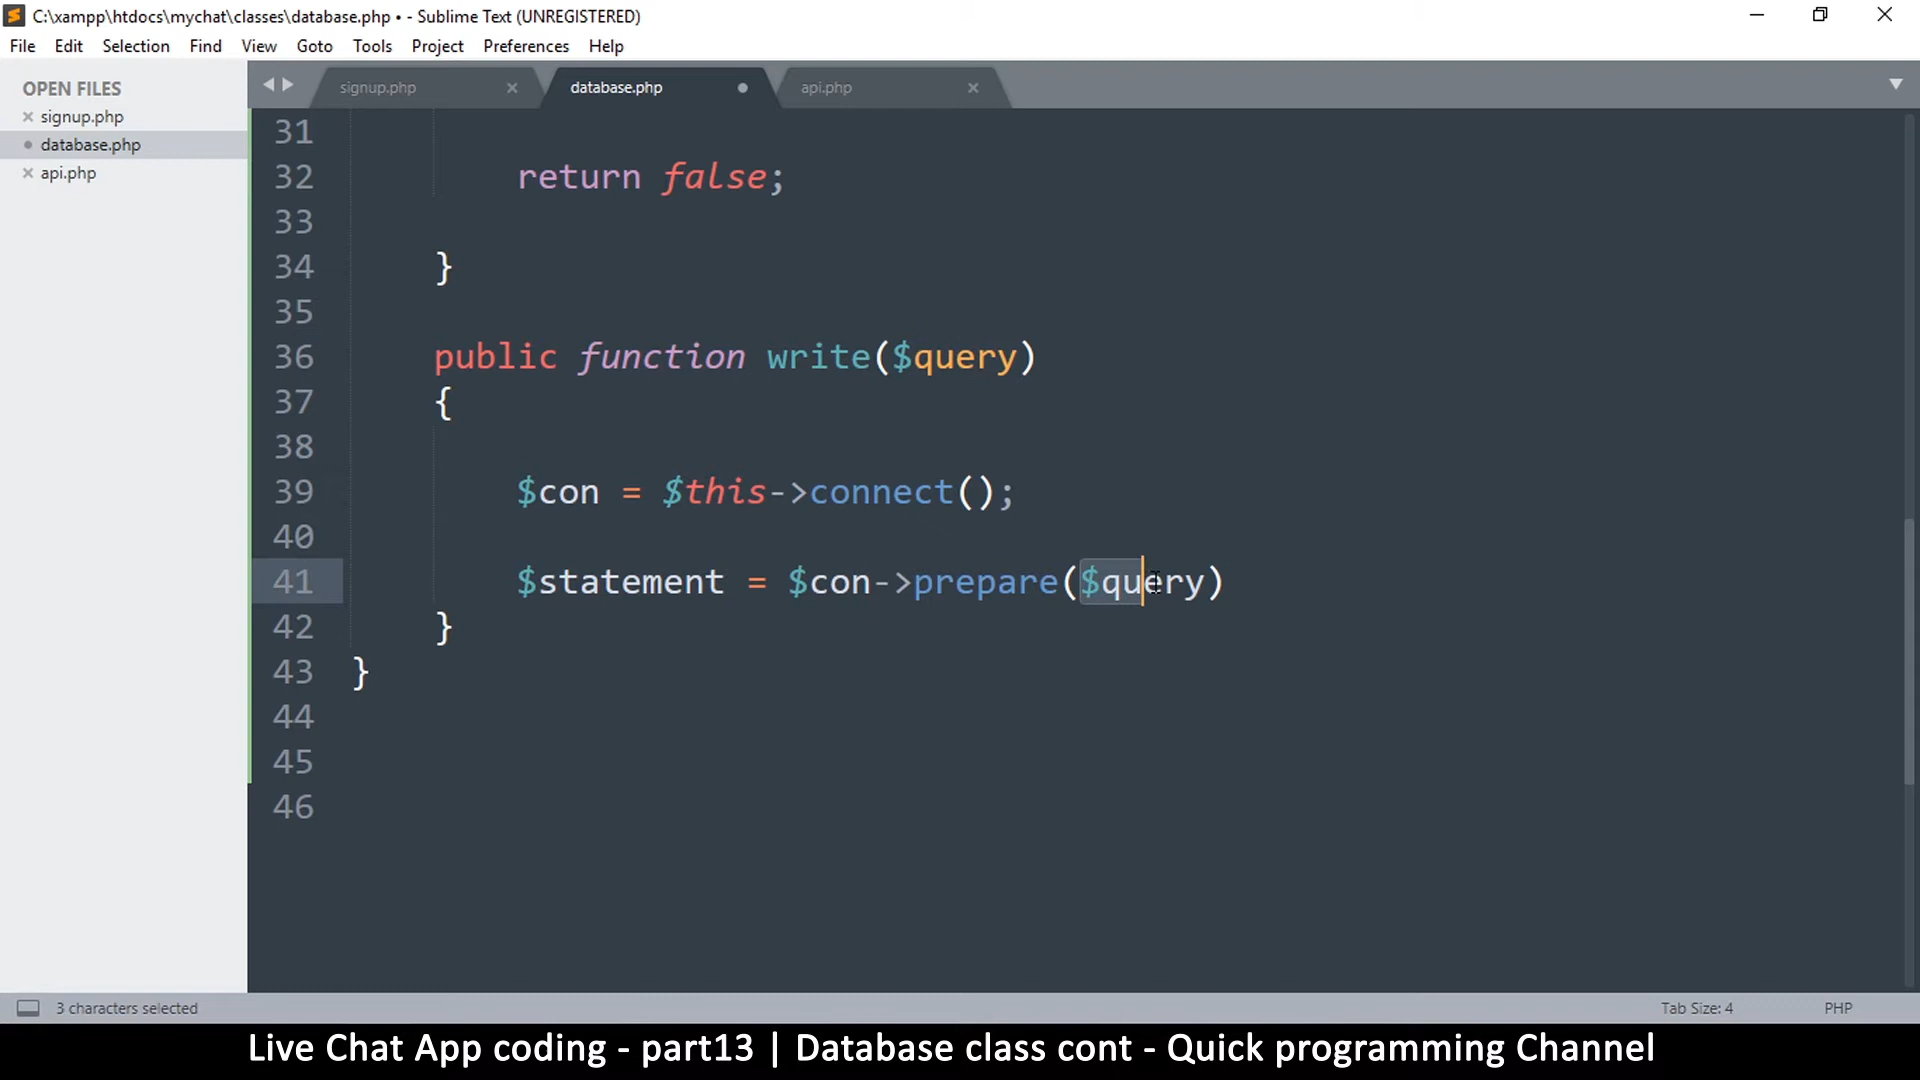 C:\xampp\htdocs\mychat\classes\database.php • - Sublime Text (UNREGISTERED)
File Edit Selection Find View Goto Tools Project Preferences Help
OPEN FILES
signup.php
database.php
api.php
signup.php database.php api.php
31
32 return false;
33
34 }
35
36 public function write($query)
37 {
38
39 $con = $this->connect();
40
41 $statement = $con->prepare($query)
42 }
43 }
44
45
46
3 characters selected Tab Size: 4 PHP
Live Chat App coding - part13 | Database class cont - Quick programming Channel